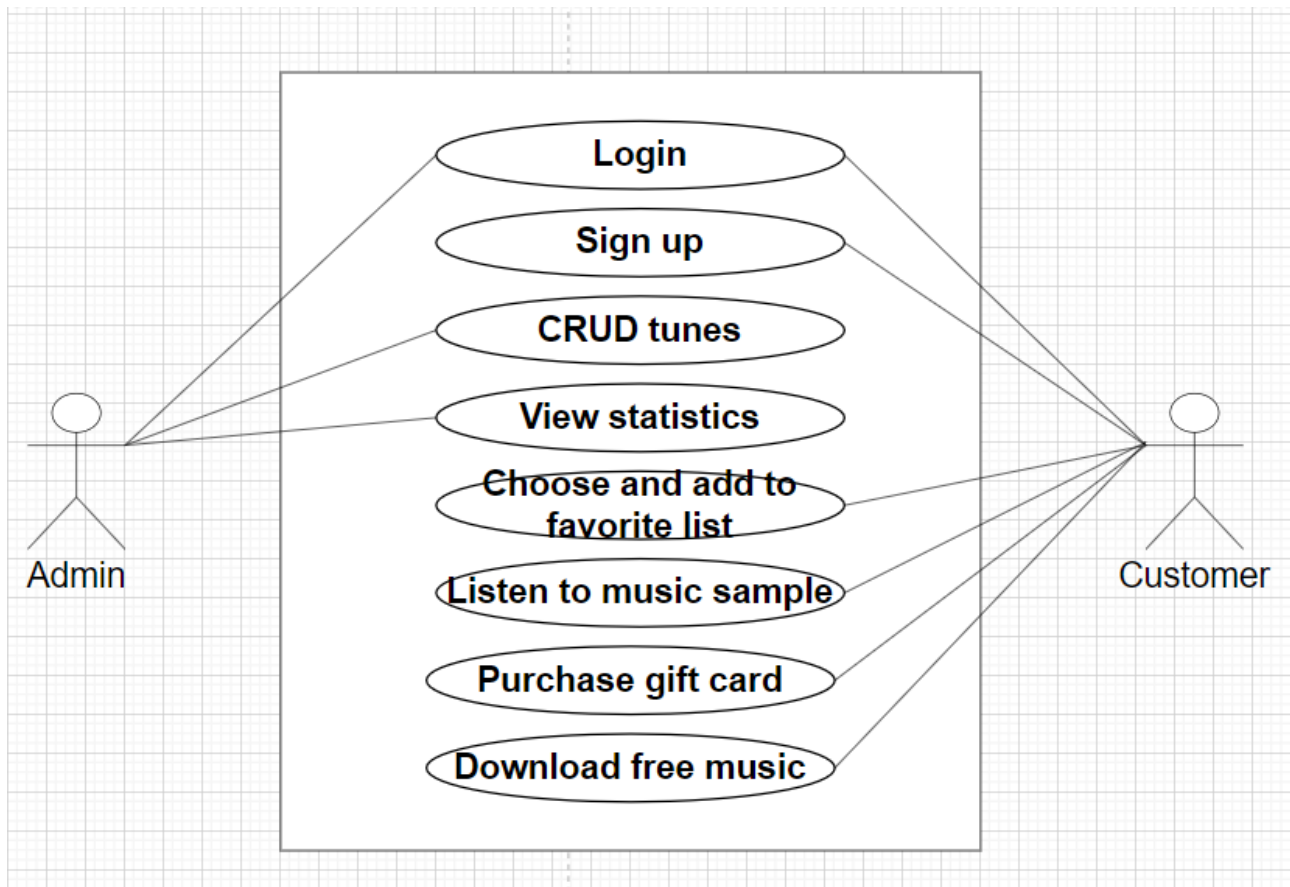 Login
Sign up
CRUD tunes
View statistics
Choose and add to
favorite list
Listen to music sample
Purchase gift card
Download free music
Admin
Customer